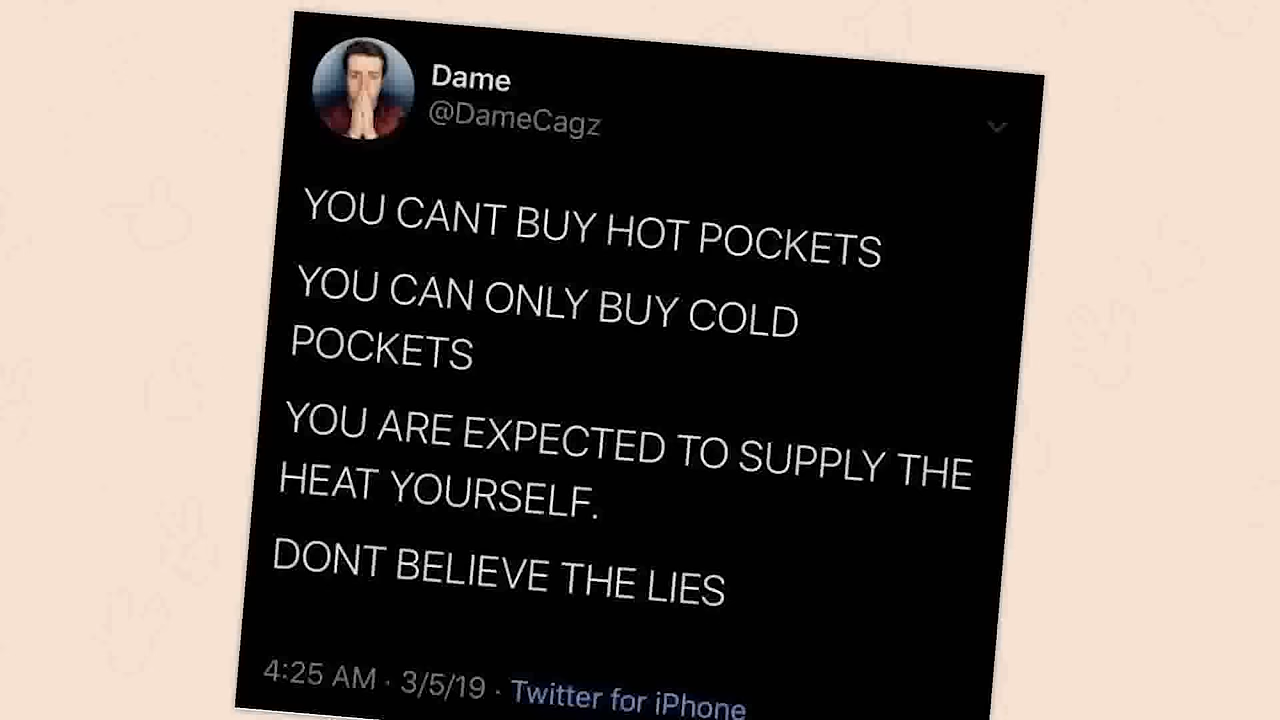 Dame
@DameCagz
YOU CANT BUY HOT POCKETS
YOU CAN ONLY BUY COLD
POCKETS
YOU ARE EXPECTED TO SUPPLY THE
HEAT YOURSELF.
DONT BELIEVE THE LIES
4:25 AM · 3/5/19 · Twitter for iPhone